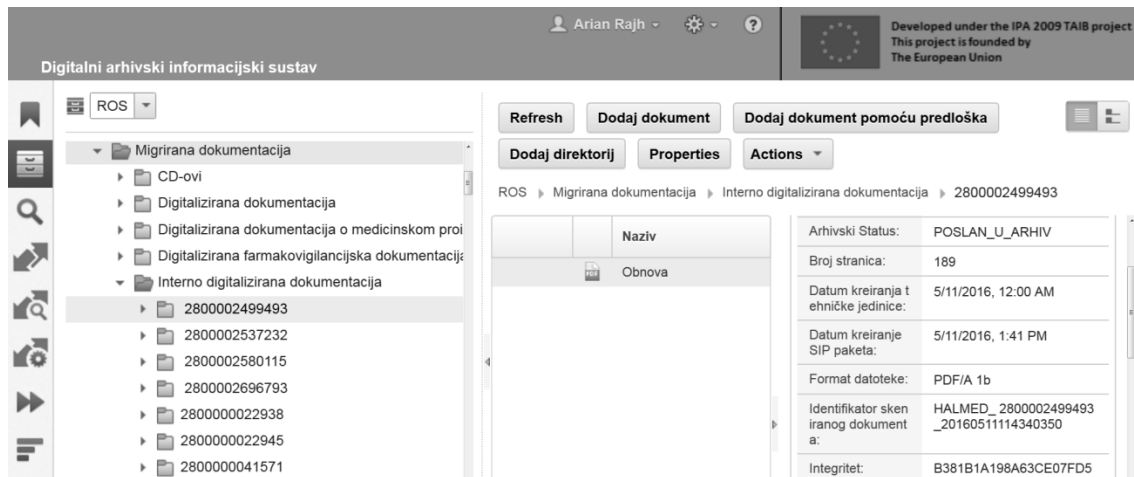 Arian Rajh
Developed under the IPA 2009 TAIB project
This project is founded by
The European Union
Digitalni arhivski informacijski sustav
ROS
Migrirana dokumentacija
CD-ovi
Digitalizirana dokumentacija
Digitalizirana dokumentacija o medicinskom proi
Digitalizirana farmakovigilancijska dokumentacija
Interno digitalizirana dokumentacija
2800002499493
2800002537232
2800002580115
2800002696793
2800000022938
2800000022945
2800000041571
Refresh
Dodaj dokument
Dodaj dokument pomoću predloška
Dodaj direktorij
Properties
Actions
ROS Migrirana dokumentacija Interno digitalizirana dokumentacija 2800002499493
Naziv
Obnova
Arhivski Status: POSLAN_U_ARHIV
Broj stranica: 189
Datum kreiranja t
ehničke jedinice: 5/11/2016, 12:00 AM
Datum kreiranje
SIP paketa: 5/11/2016, 1:41 PM
Format datoteke: PDF/A 1b
Identifikator sken HALMED_ 2800002499493
iranog dokument _20160511114340350
a:
Integritet: B381B1A198A63CE07FD5